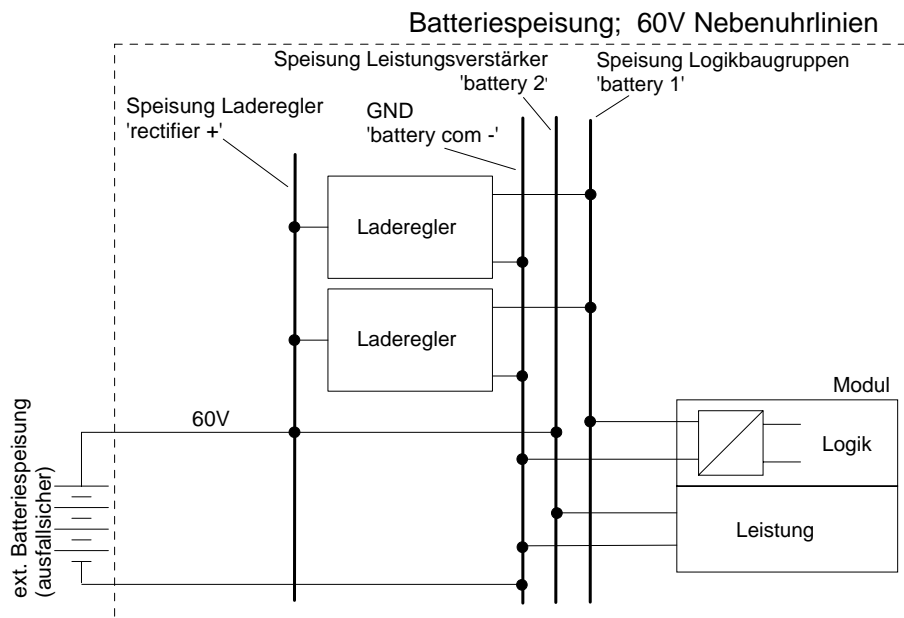 Batteriespeisung;  60V Nebenuhrlinien
Speisung Leistungsverstärker
'battery 2'
Speisung Logikbaugruppen
'battery 1'
Speisung Laderegler
'rectifier +'
GND
'battery com -'
Laderegler
Laderegler
Modul
60V
Logik
Leistung
ext. Batteriespeisung
(ausfallsicher)